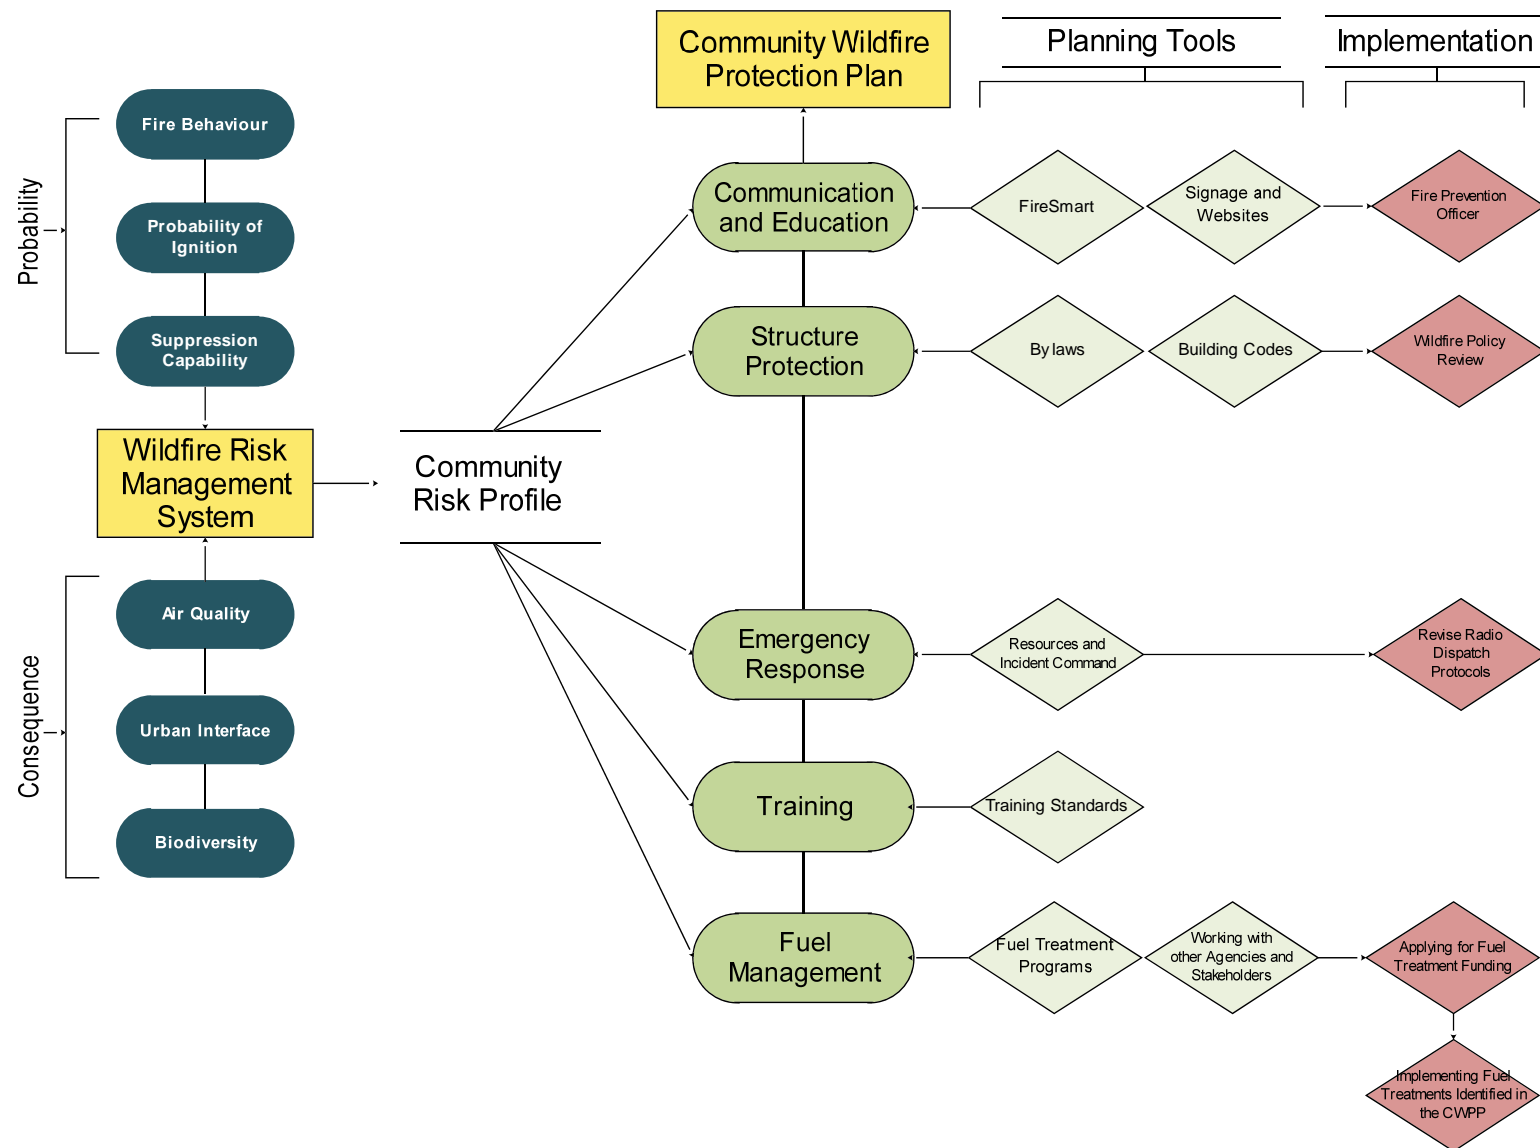 Community Wildfire
Protection Plan
Planning Tools
Implementation
Probability
Fire Behaviour
Probability of
Ignition
Suppression
Capability
Wildfire Risk
Management
System
Consequence
Air Quality
Urban Interface
Biodiversity
Community
Risk Profile
Communication
and Education
FireSmart
Signage and
Websites
Fire Prevention
Officer
Structure
Protection
Bylaws
Building Codes
Wildfire Policy
Review
Emergency
Response
Resources and
Incident Command
Revise Radio
Dispatch
Protocols
Training
Training Standards
Fuel
Management
Fuel Treatment
Programs
Working with
other Agencies and
Stakeholders
Applying for Fuel
Treatment Funding
Implementing Fuel
Treatments Identified in
the CWPP